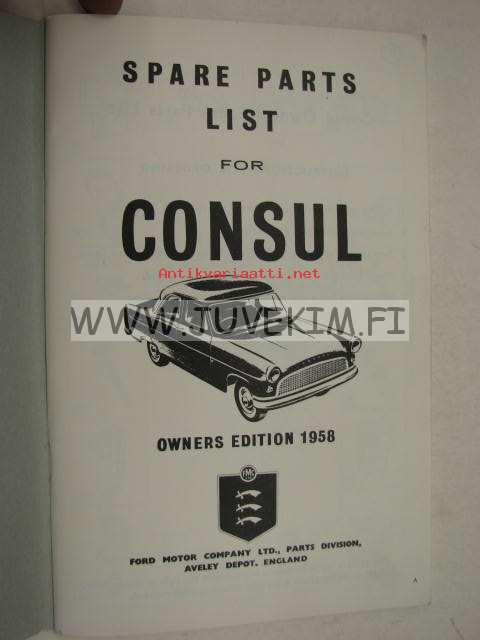 SPARE PARTS
LIST
FOR
CONSUL
Antikvariaatti.net
WWW.JUVEKIM.FI
OWNERS EDITION 1958
FMC
FORD MOTOR COMPANY LTD., PARTS DIVISION,
AVELEY DEPOT. ENGLAND
A